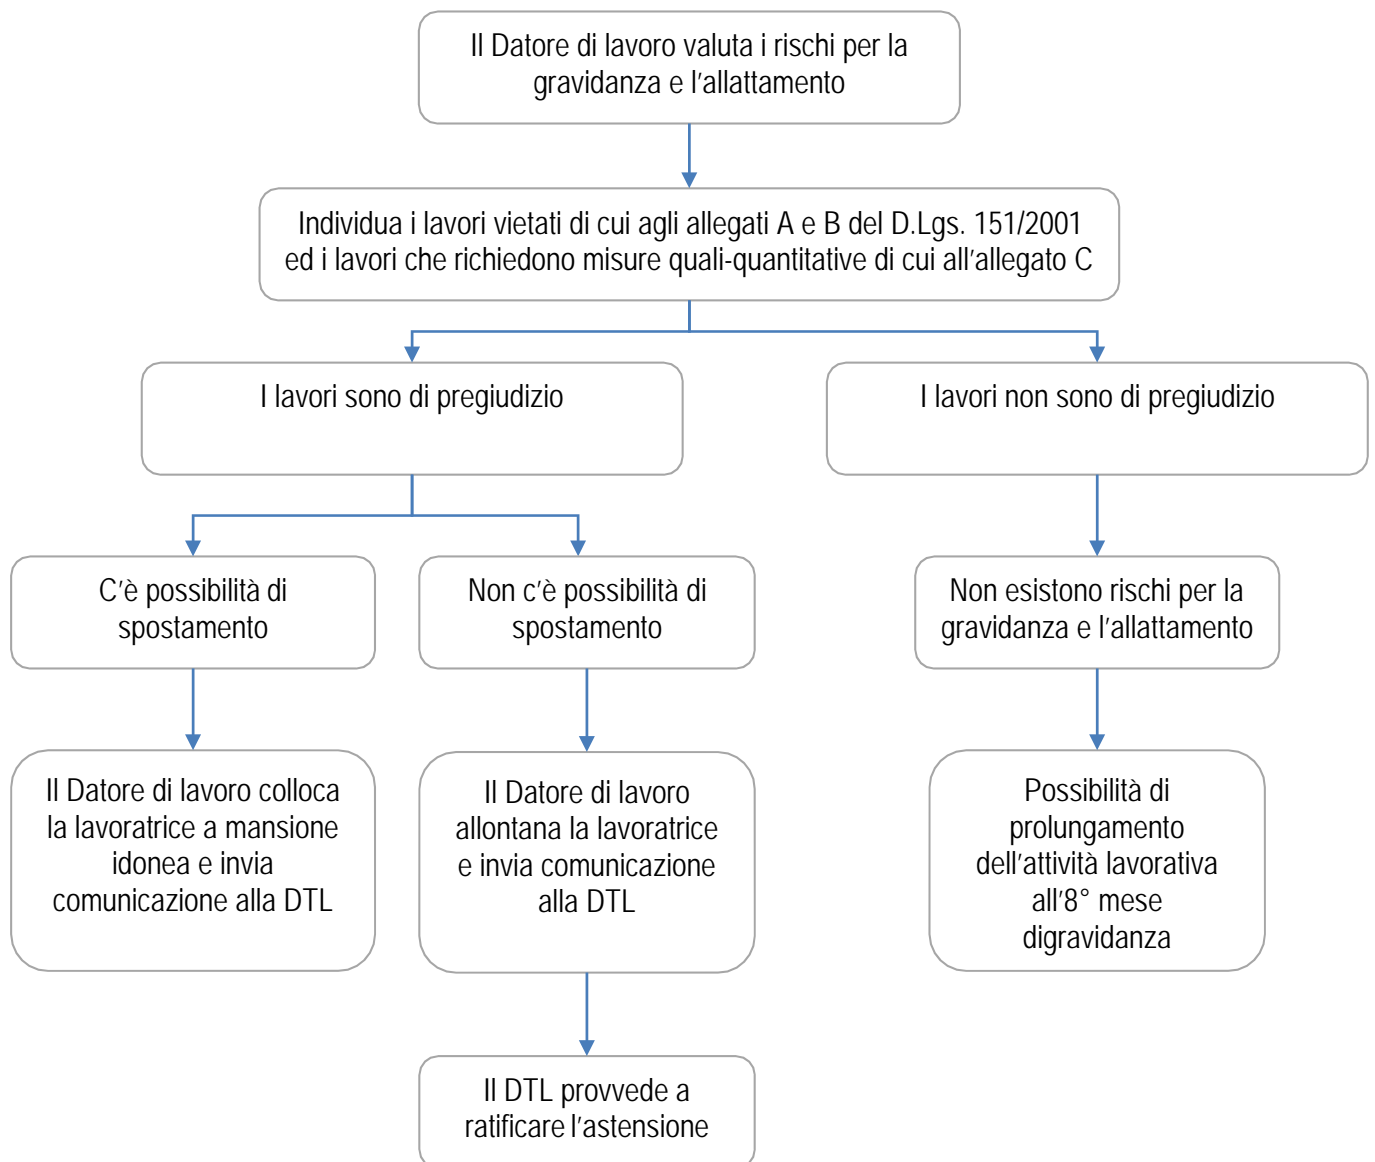 Il Datore di lavoro valuta i rischi per la
gravidanza e l'allattamento
Individua i lavori vietati di cui agli allegati A e B del D.Lgs. 151/2001
ed i lavori che richiedono misure quali-quantitative di cui all'allegato C
I lavori sono di pregiudizio
I lavori non sono di pregiudizio
C'è possibilità di
spostamento
Non c'è possibilità di
spostamento
Non esistono rischi per la
gravidanza e l'allattamento
Il Datore di lavoro colloca
la lavoratrice a mansione
idonea e invia
comunicazione alla DTL
Il Datore di lavoro
allontana la lavoratrice
e invia comunicazione
alla DTL
Possibilità di
prolungamento
dell'attività lavorativa
all'8° mese
digravidanza
Il DTL provvede a
ratificare l'astensione